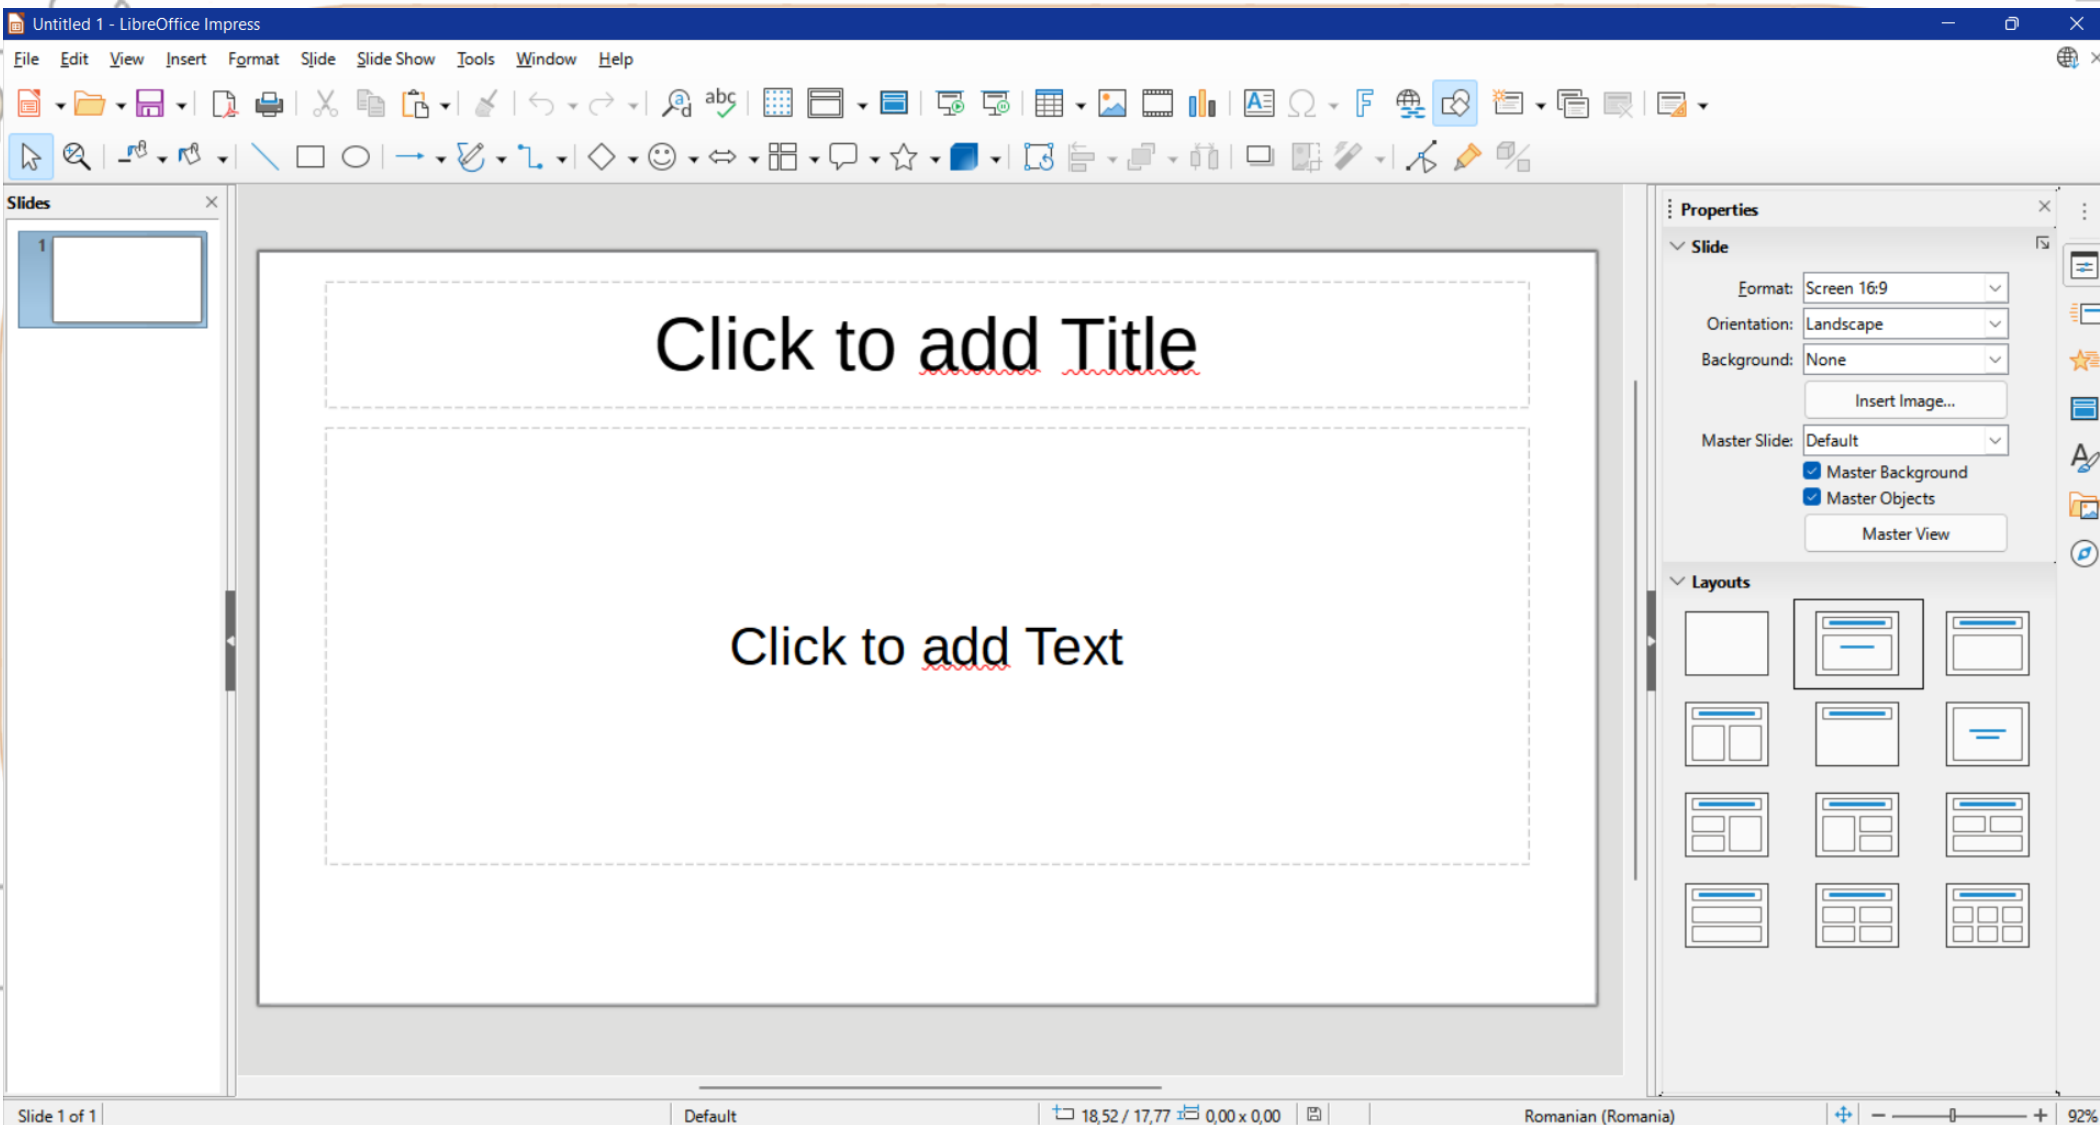 Untitled 1 - LibreOffice Impress
File Edit View Insert Format Slide Slide Show Tools Window Help
Slides
1
Click to add Title
Click to add Text
Properties
Slide
Format: Screen 16:9
Orientation: Landscape
Background: None
Insert Image...
Master Slide: Default
Master Background
Master Objects
Master View
Layouts
Slide 1 of 1 Default 18,52 / 17,77 0,00 x 0,00 Romanian (Romania) 92%